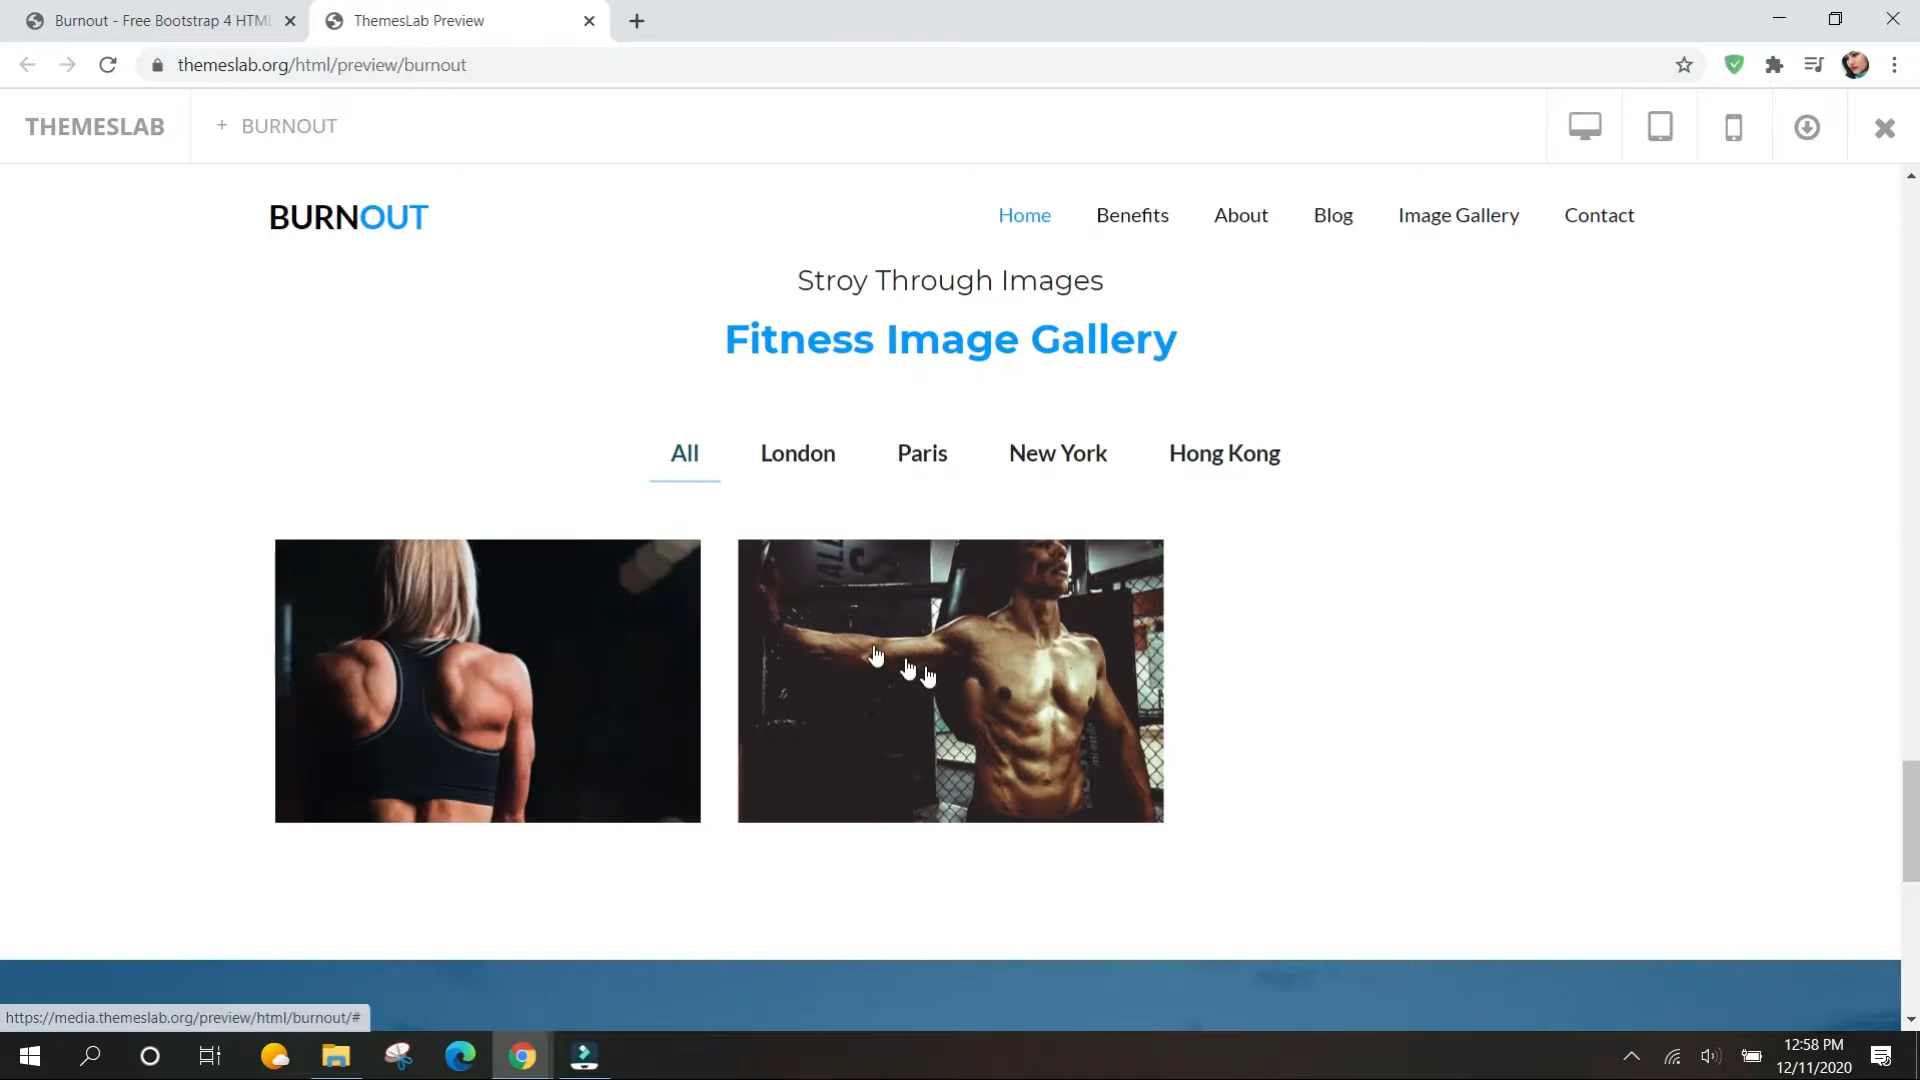 Burnout - Free Bootstrap 4 HTM
ThemesLab Preview
themeslab.org/html/preview/burnout
THEMESLAB
+ BURNOUT
BURNOUT
Home
Benefits
About
Blog
Image Gallery
Contact
Stroy Through Images
Fitness Image Gallery
All
London
Paris
New York
Hong Kong
https://media.themeslab.org/preview/html/burnout/#
12:58 PM
12/11/2020